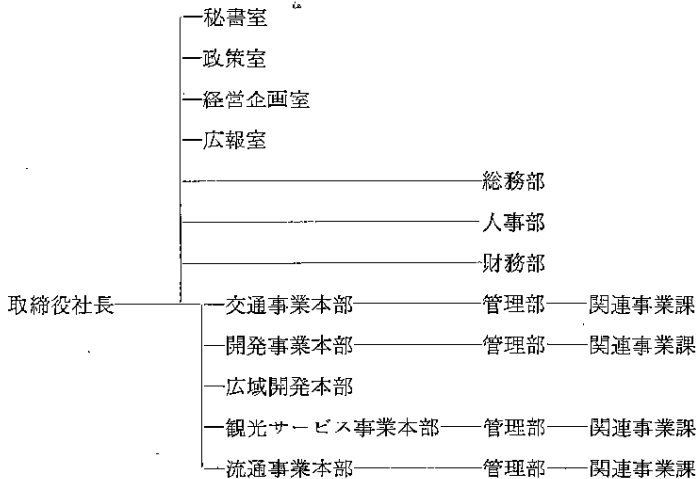 秘書室
政策室
経営企画室
広報室
総務部
人事部
財務部
取締役社長 交通事業本部 管理部 関連事業課
開発事業本部 管理部 関連事業課
広域開発本部
観光サービス事業本部 管理部 関連事業課
流通事業本部 管理部 関連事業課